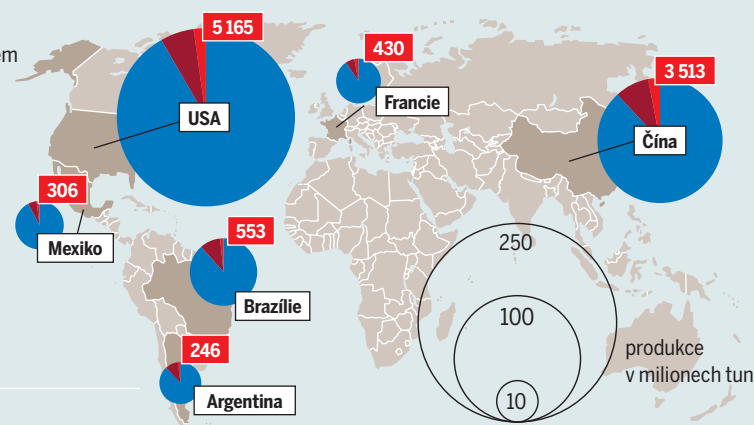 em
5 165
USA
430
Francie
3 513
Čína
306
Mexiko
553
Brazílie
246
Argentina
250
100
10
produkce
v milionech tun